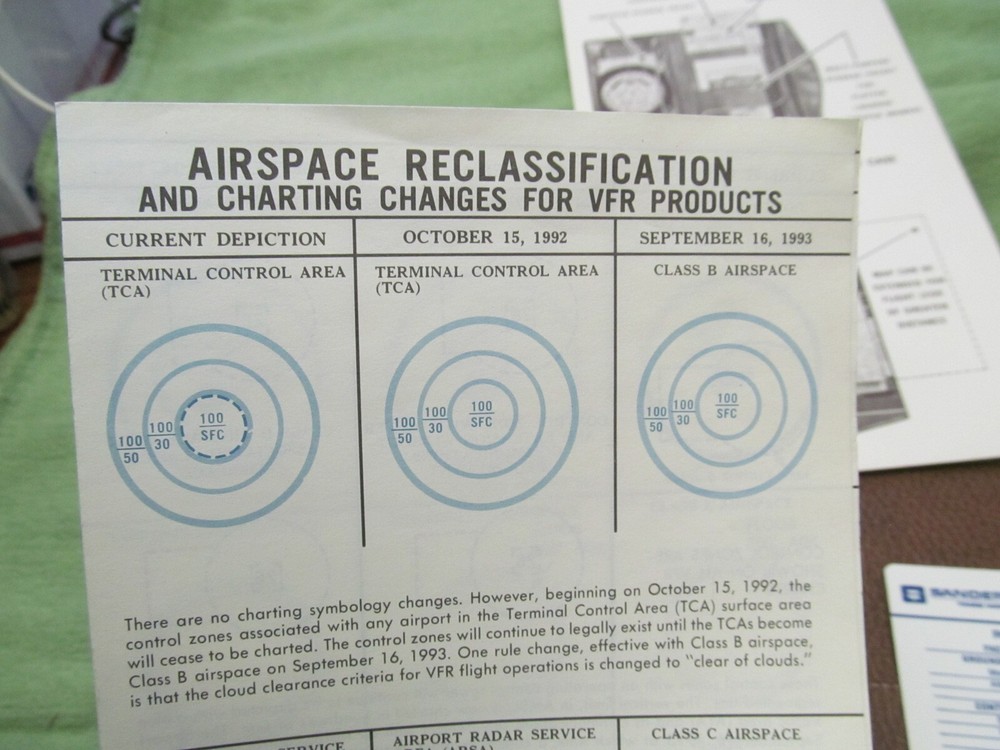 AIRSPACE RECLASSIFICATION
AND CHARTING CHANGES FOR VFR PRODUCTS
CURRENT DEPICTION
OCTOBER 15, 1992
SEPTEMBER 16, 1993
TERMINAL CONTROL AREA
(TCA)
100
50
100
30
100
SFC
TERMINAL CONTROL AREA
(TCA)
100
50
100
30
100
SFC
CLASS B AIRSPACE
100
50
100
30
100
SFC
There are no charting symbology changes. However, beginning on October 15, 1992, the
control zones associated with any airport in the Terminal Control Area (TCA) surface area
will cease to be charted. The control zones will continue to legally exist until the TCAs become
Class B airspace on September 16, 1993. One rule change, effective with Class B airspace,
is that the cloud clearance criteria for VFR flight operations is changed to "clear of clouds."
SERVICE
AIRPORT RADAR SERVICE
AREA (ARSA)
CLASS C AIRSPACE